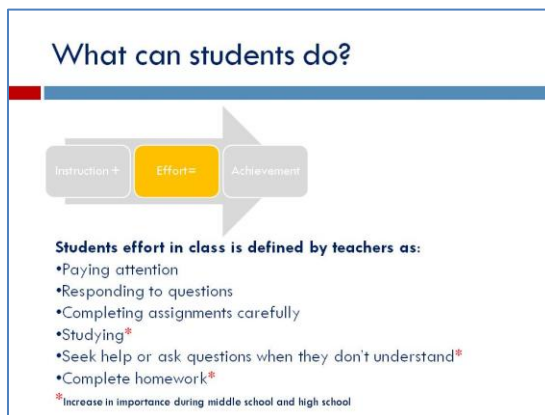 What can students do?
Instruction + Effort= Achievement
Students effort in class is defined by teachers as:
•Paying attention
•Responding to questions
•Completing assignments carefully
•Studying*
•Seek help or ask questions when they don't understand*
•Complete homework*
*Increase in importance during middle school and high school